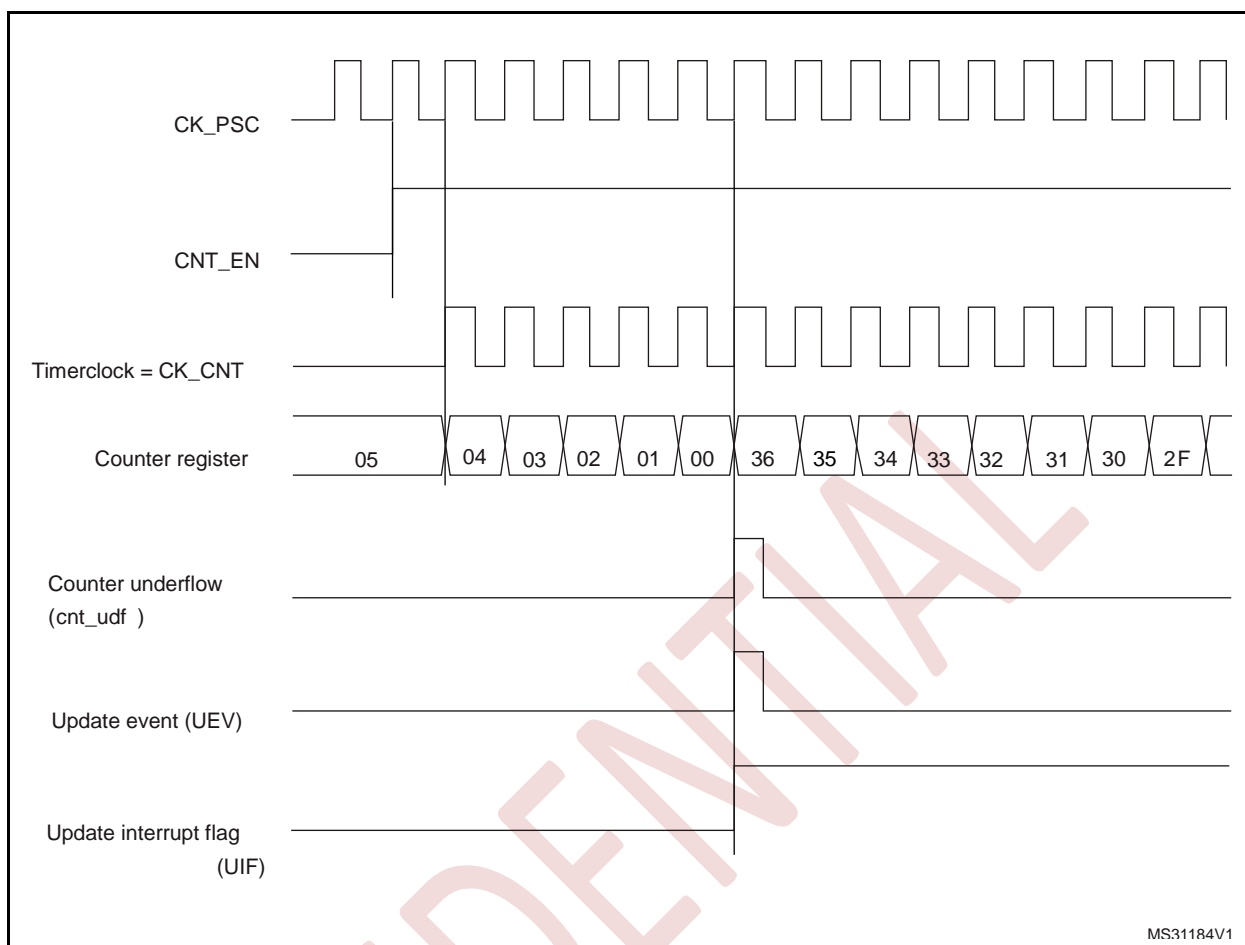 CK_PSC
CNT_EN
Timerclock = CK_CNT
Counter register 05 04 03 02 01 00 36 35 34 33 32 31 30 2F
Counter underflow
(cnt_udf )
Update event (UEV)
Update interrupt flag
(UIF)
IDENTIAL
MS31184V1